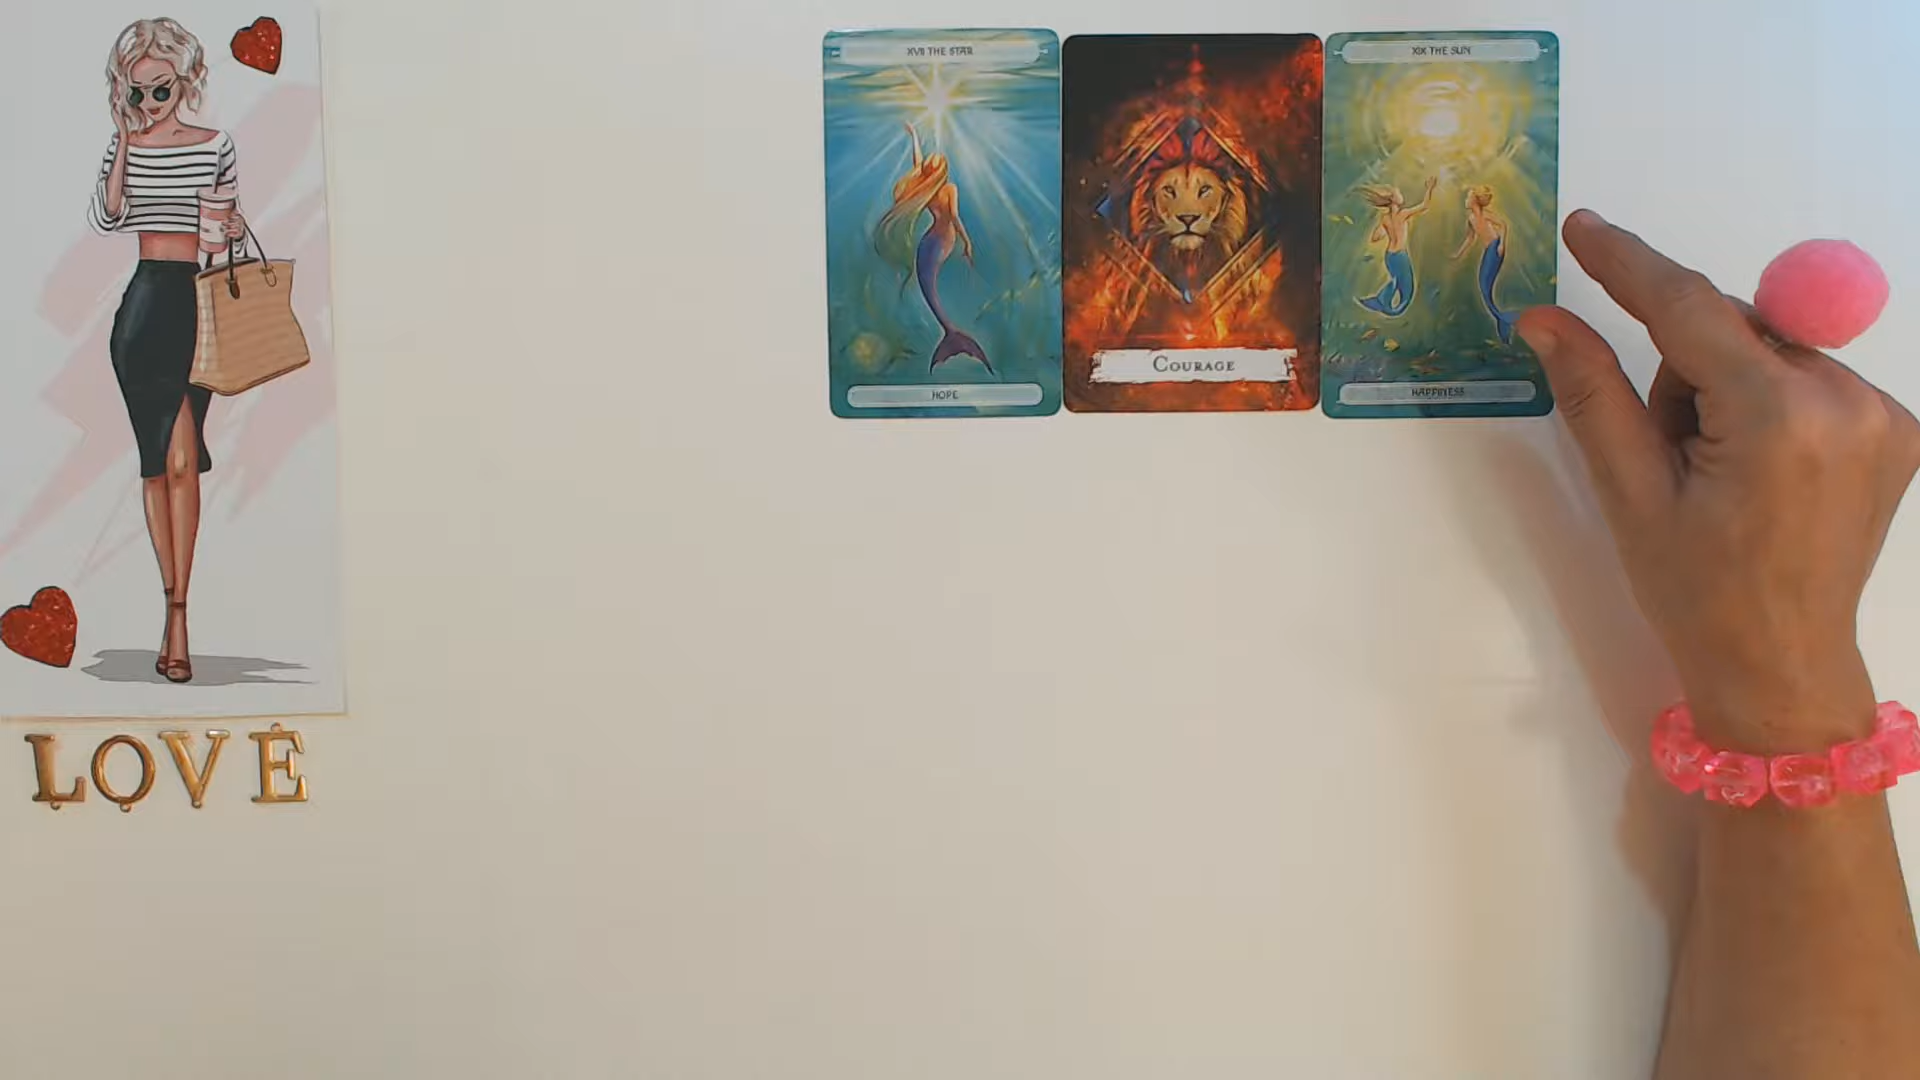 XVII THE STAR
HOPE
COURAGE
XIX THE SUN
HAPPINESS
LOVE